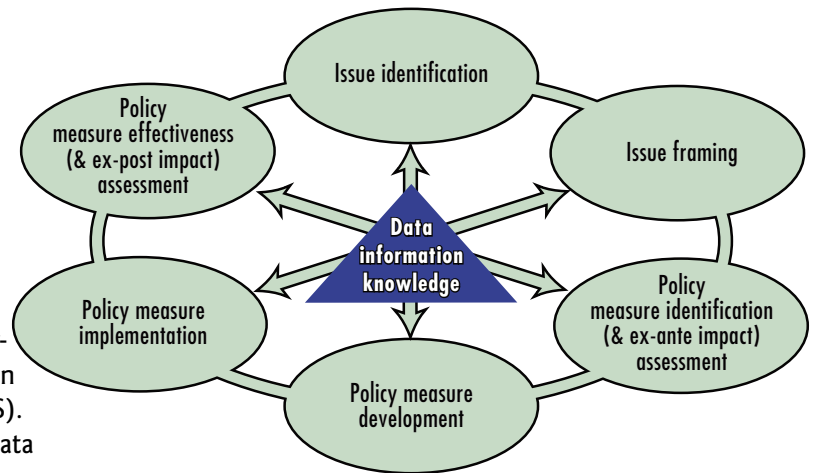 Issue identification
Policy
measure effectiveness
(& ex-post impact)
assessment
Issue framing
Data
information
knowledge
Policy measure
implementation
Policy
measure identification
(& ex-ante impact)
assessment
Policy measure
development
-
n
S).
ata